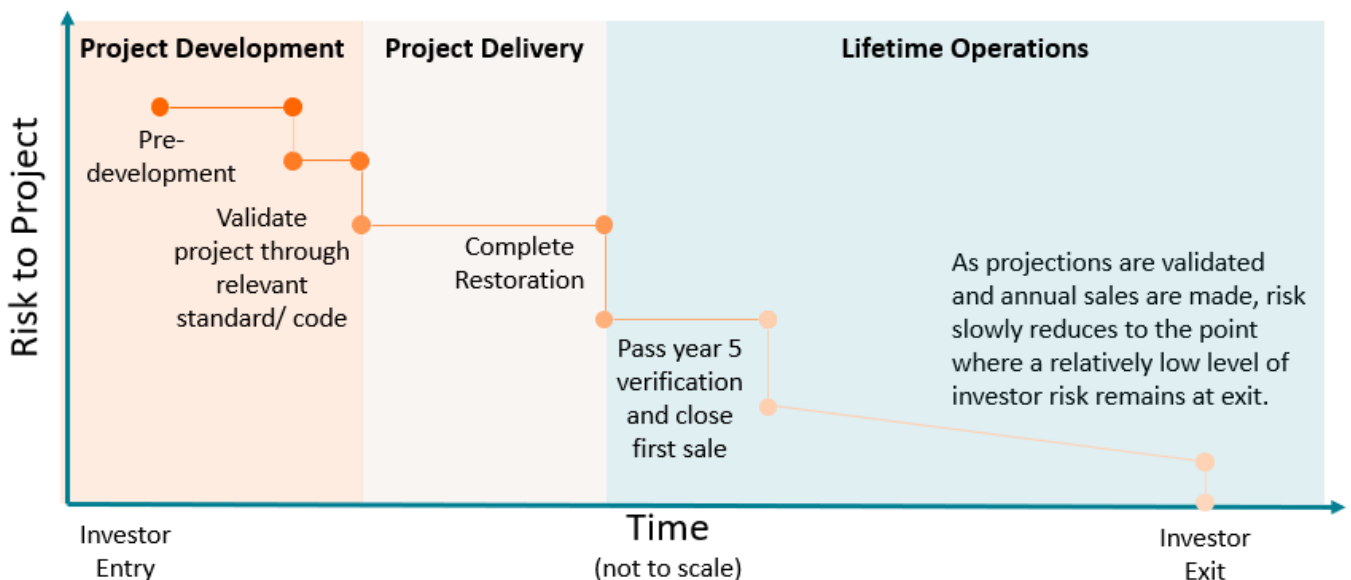 Project Development
Project Delivery
Lifetime Operations
Risk to Project
Pre-
development
Validate
project through
relevant
standard/ code
Complete
Restoration
Pass year 5
verification
and close
first sale
As projections are validated
and annual sales are made, risk
slowly reduces to the point
where a relatively low level of
investor risk remains at exit.
Investor
Entry
Time
(not to scale)
Investor
Exit